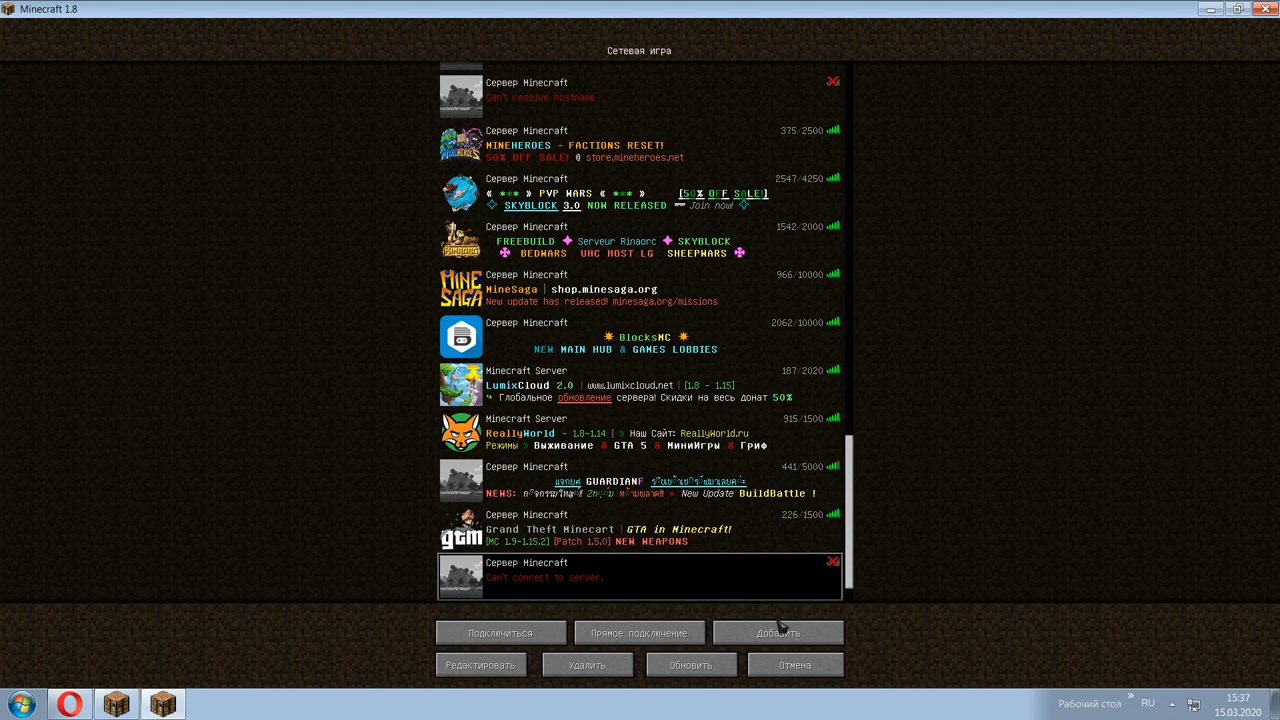 Minecraft 1.8
Сетевая игра
Сервер Minecraft
Can't resolve hostname
Сервер Minecraft 375/2500
MINEHEROES - FACTIONS RESET!
50% OFF SALE! @ store.mineheroes.net
Сервер Minecraft 2547/4250
« *** » PVP WARS « *** » [50% OFF SALE!]
SKYBLOCK 3.0 NOW RELEASED Join now!
Сервер Minecraft 1542/2000
FREEBUILD Serveur Rinaorc SKYBLOCK
BEDWARS UHC HOST LG SHEEPWARS
Сервер Minecraft 966/10000
MINE SAGA
MineSaga | shop.minesaga.org
New update has released! minesaga.org/missions
Сервер Minecraft 2062/10000
BlocksMC
NEW MAIN HUB & GAMES LOBBIES
Minecraft Server 187/2020
LumixCloud 2.0 | www.lumixcloud.net | [1.8 - 1.15]
Глобальное обновление сервера! Скидки на весь донат 50%
Minecraft Server 915/1500
ReallyWorld - 1.8-1.14 | » Наш Сайт: ReallyWorld.ru
Режимы » Выживание & GTA 5 & МиниИгры & Гриф
Сервер Minecraft 441/5000
GUARDIANF
NEWS: New Update BuildBattle !
Сервер Minecraft 226/1500
gtm
Grand Theft Minecart | GTA in Minecraft!
[MC 1.9-1.15.2] [Patch 1.5.0] NEW WEAPONS
Сервер Minecraft
Can't connect to server.
Подключиться Прямое подключение Добавить
Редактировать Удалить Обновить Отмена
Рабочий стол » RU 15:37
15.03.2020